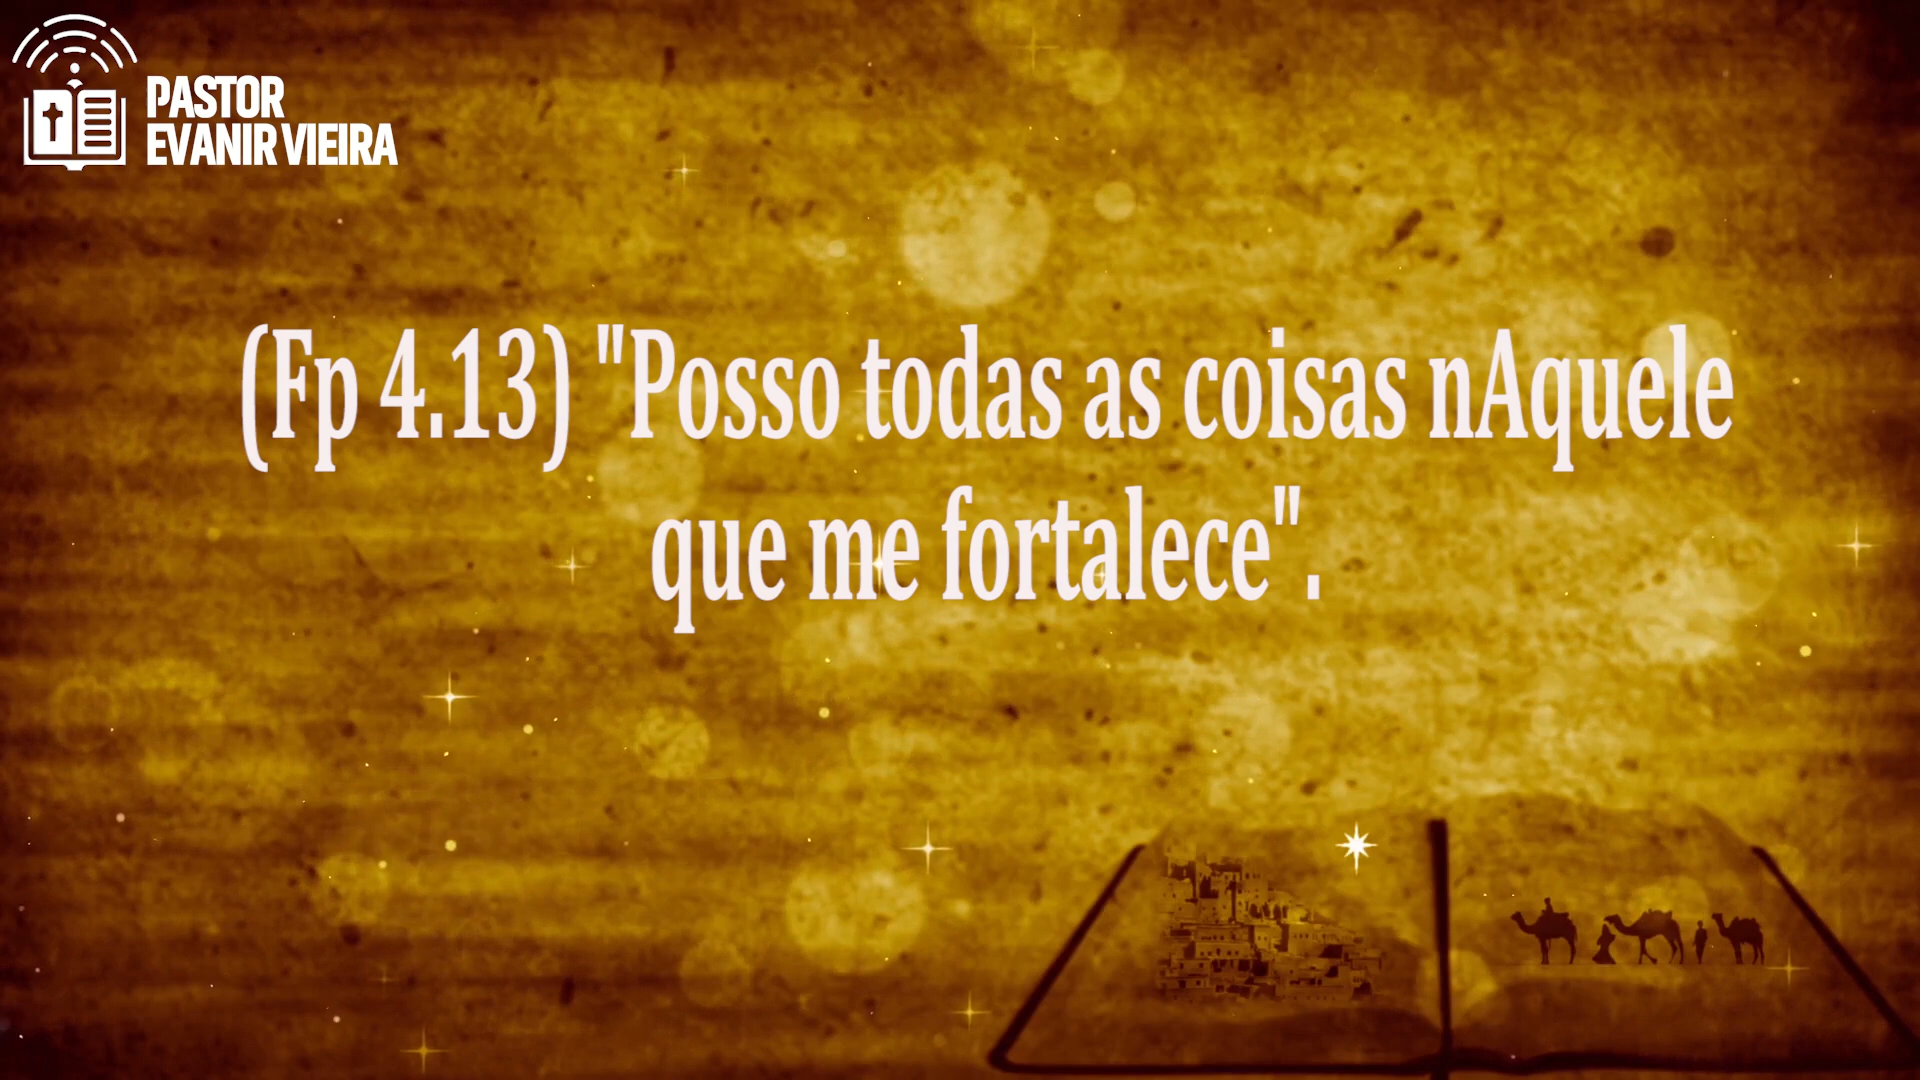 PASTOR
EVANIR VIEIRA
(Fp 4.13) "Posso todas as coisas nAquele
que me fortalece".